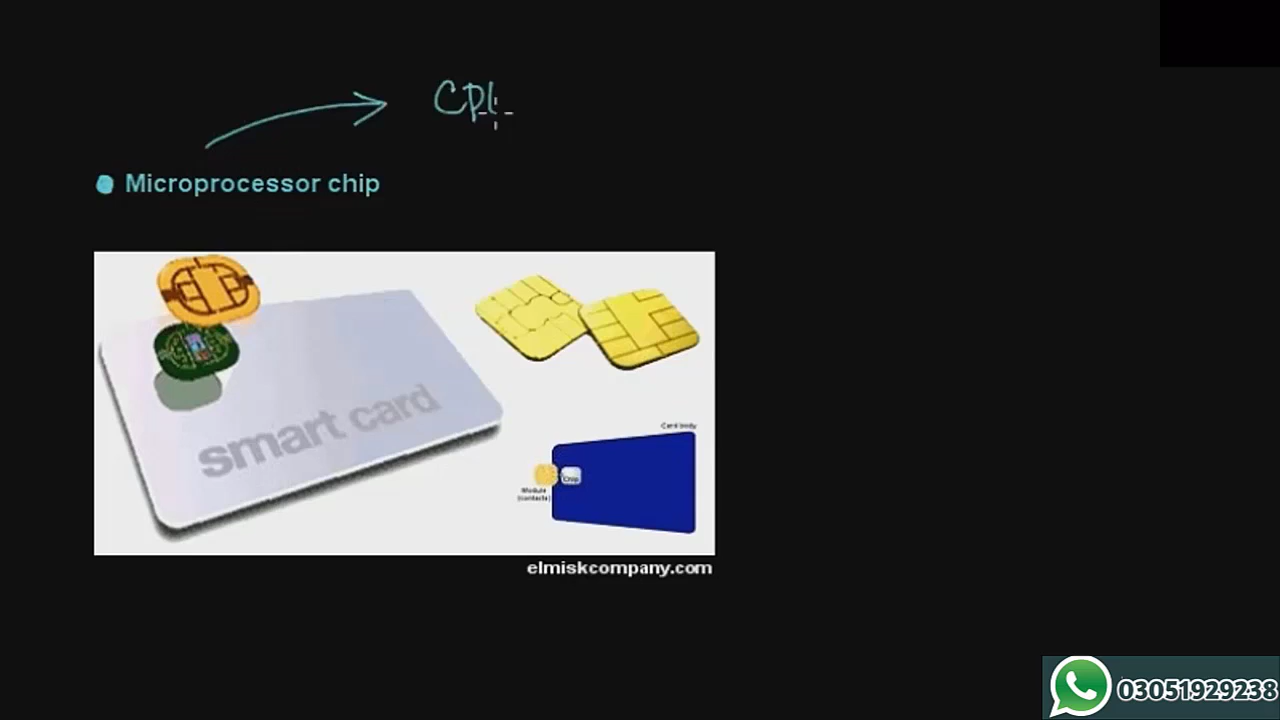 CPU
Microprocessor chip
smart card
Card body
Chip
Module
(contacts)
elmiskcompany.com
03051929238